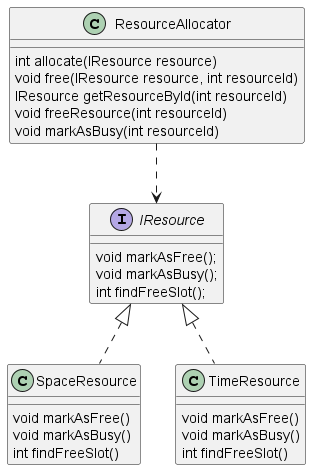 C ResourceAllocator
int allocate(IResource resource)
void free(IResource resource, int resourceId)
IResource getResourceById(int resourceId)
void freeResource(int resourceId)
void markAsBusy(int resourceId)
I IResource
void markAsFree();
void markAsBusy();
int findFreeSlot();
C SpaceResource
void markAsFree()
void markAsBusy()
int findFreeSlot()
C TimeResource
void markAsFree()
void markAsBusy()
int findFreeSlot()